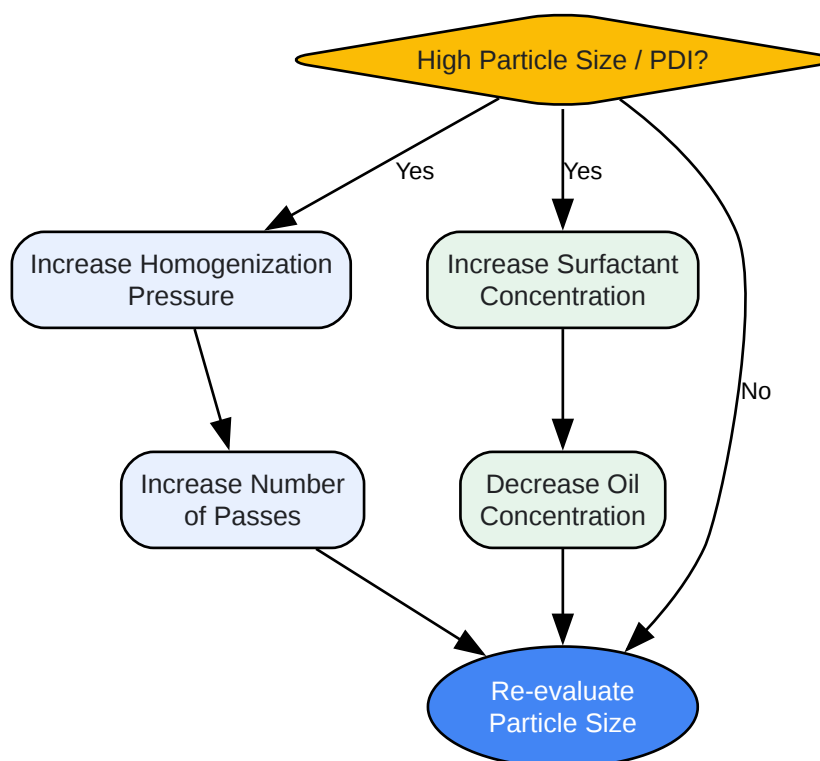 High Particle Size / PDI?
Yes
Yes
Increase Homogenization
Pressure
Increase Surfactant
Concentration
No
Increase Number
of Passes
Decrease Oil
Concentration
Re-evaluate
Particle Size